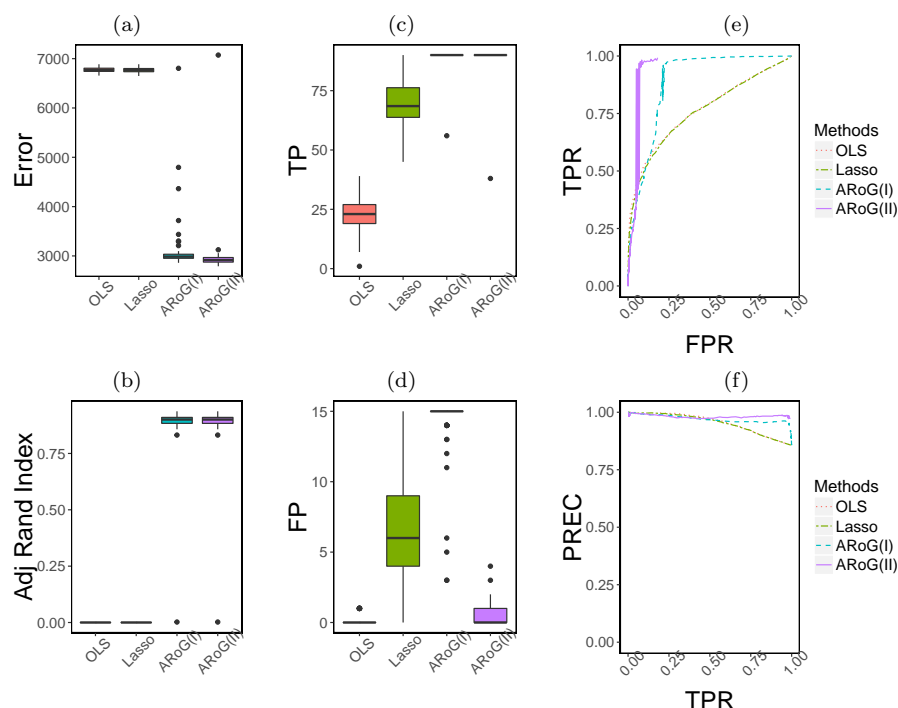 (a)
Error
7000
6000
5000
4000
3000
OLS
Lasso
ARoG(I)
ARoG(II)
(c)
TP
75
50
25
0
OLS
Lasso
ARoG(I)
ARoG(II)
(e)
TPR
1.00
0.75
0.50
0.25
0.00
0.00
0.25
0.50
0.75
1.00
FPR
Methods
OLS
Lasso
ARoG(I)
ARoG(II)
(b)
Adj Rand Index
0.75
0.50
0.25
0.00
OLS
Lasso
ARoG(I)
ARoG(II)
(d)
FP
15
10
5
0
OLS
Lasso
ARoG(I)
ARoG(II)
(f)
PREC
1.00
0.75
0.50
0.25
0.00
0.00
0.25
0.50
0.75
1.00
TPR
Methods
OLS
Lasso
ARoG(I)
ARoG(II)